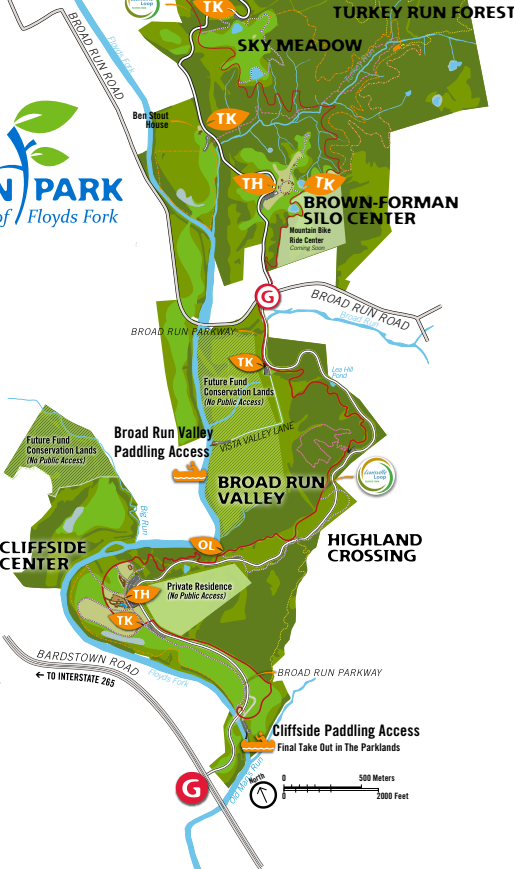 Loop
TK
TURKEY RUN FOREST
BROAD RUN ROAD
Floyds Fork
SKY MEADOW
Ben Stout
House
TK
N PARK
of Floyds Fork
TH
TK
BROWN-FORMAN
SILO CENTER
Mountain Bike
Ride Center
Coming Soon
G
BROAD RUN ROAD
Broad Run
BROAD RUN PARKWAY
TK
Lea Hill
Pond
Future Fund
Conservation Lands
(No Public Access)
Broad Run Valley
Paddling Access
VISTA VALLEY LANE
Future Fund
Conservation Lands
(No Public Access)
BROAD RUN
VALLEY
Louisville
Loop
Big Run
CLIFFSIDE
CENTER
OL
HIGHLAND
CROSSING
Private Residence
(No Public Access)
TH
TK
BARDSTOWN ROAD
← TO INTERSTATE 265
Floyds Fork
BROAD RUN PARKWAY
Cliffside Paddling Access
Final Take Out in The Parklands
G
Old Man's Run
North
0 500 Meters
0 2000 Feet